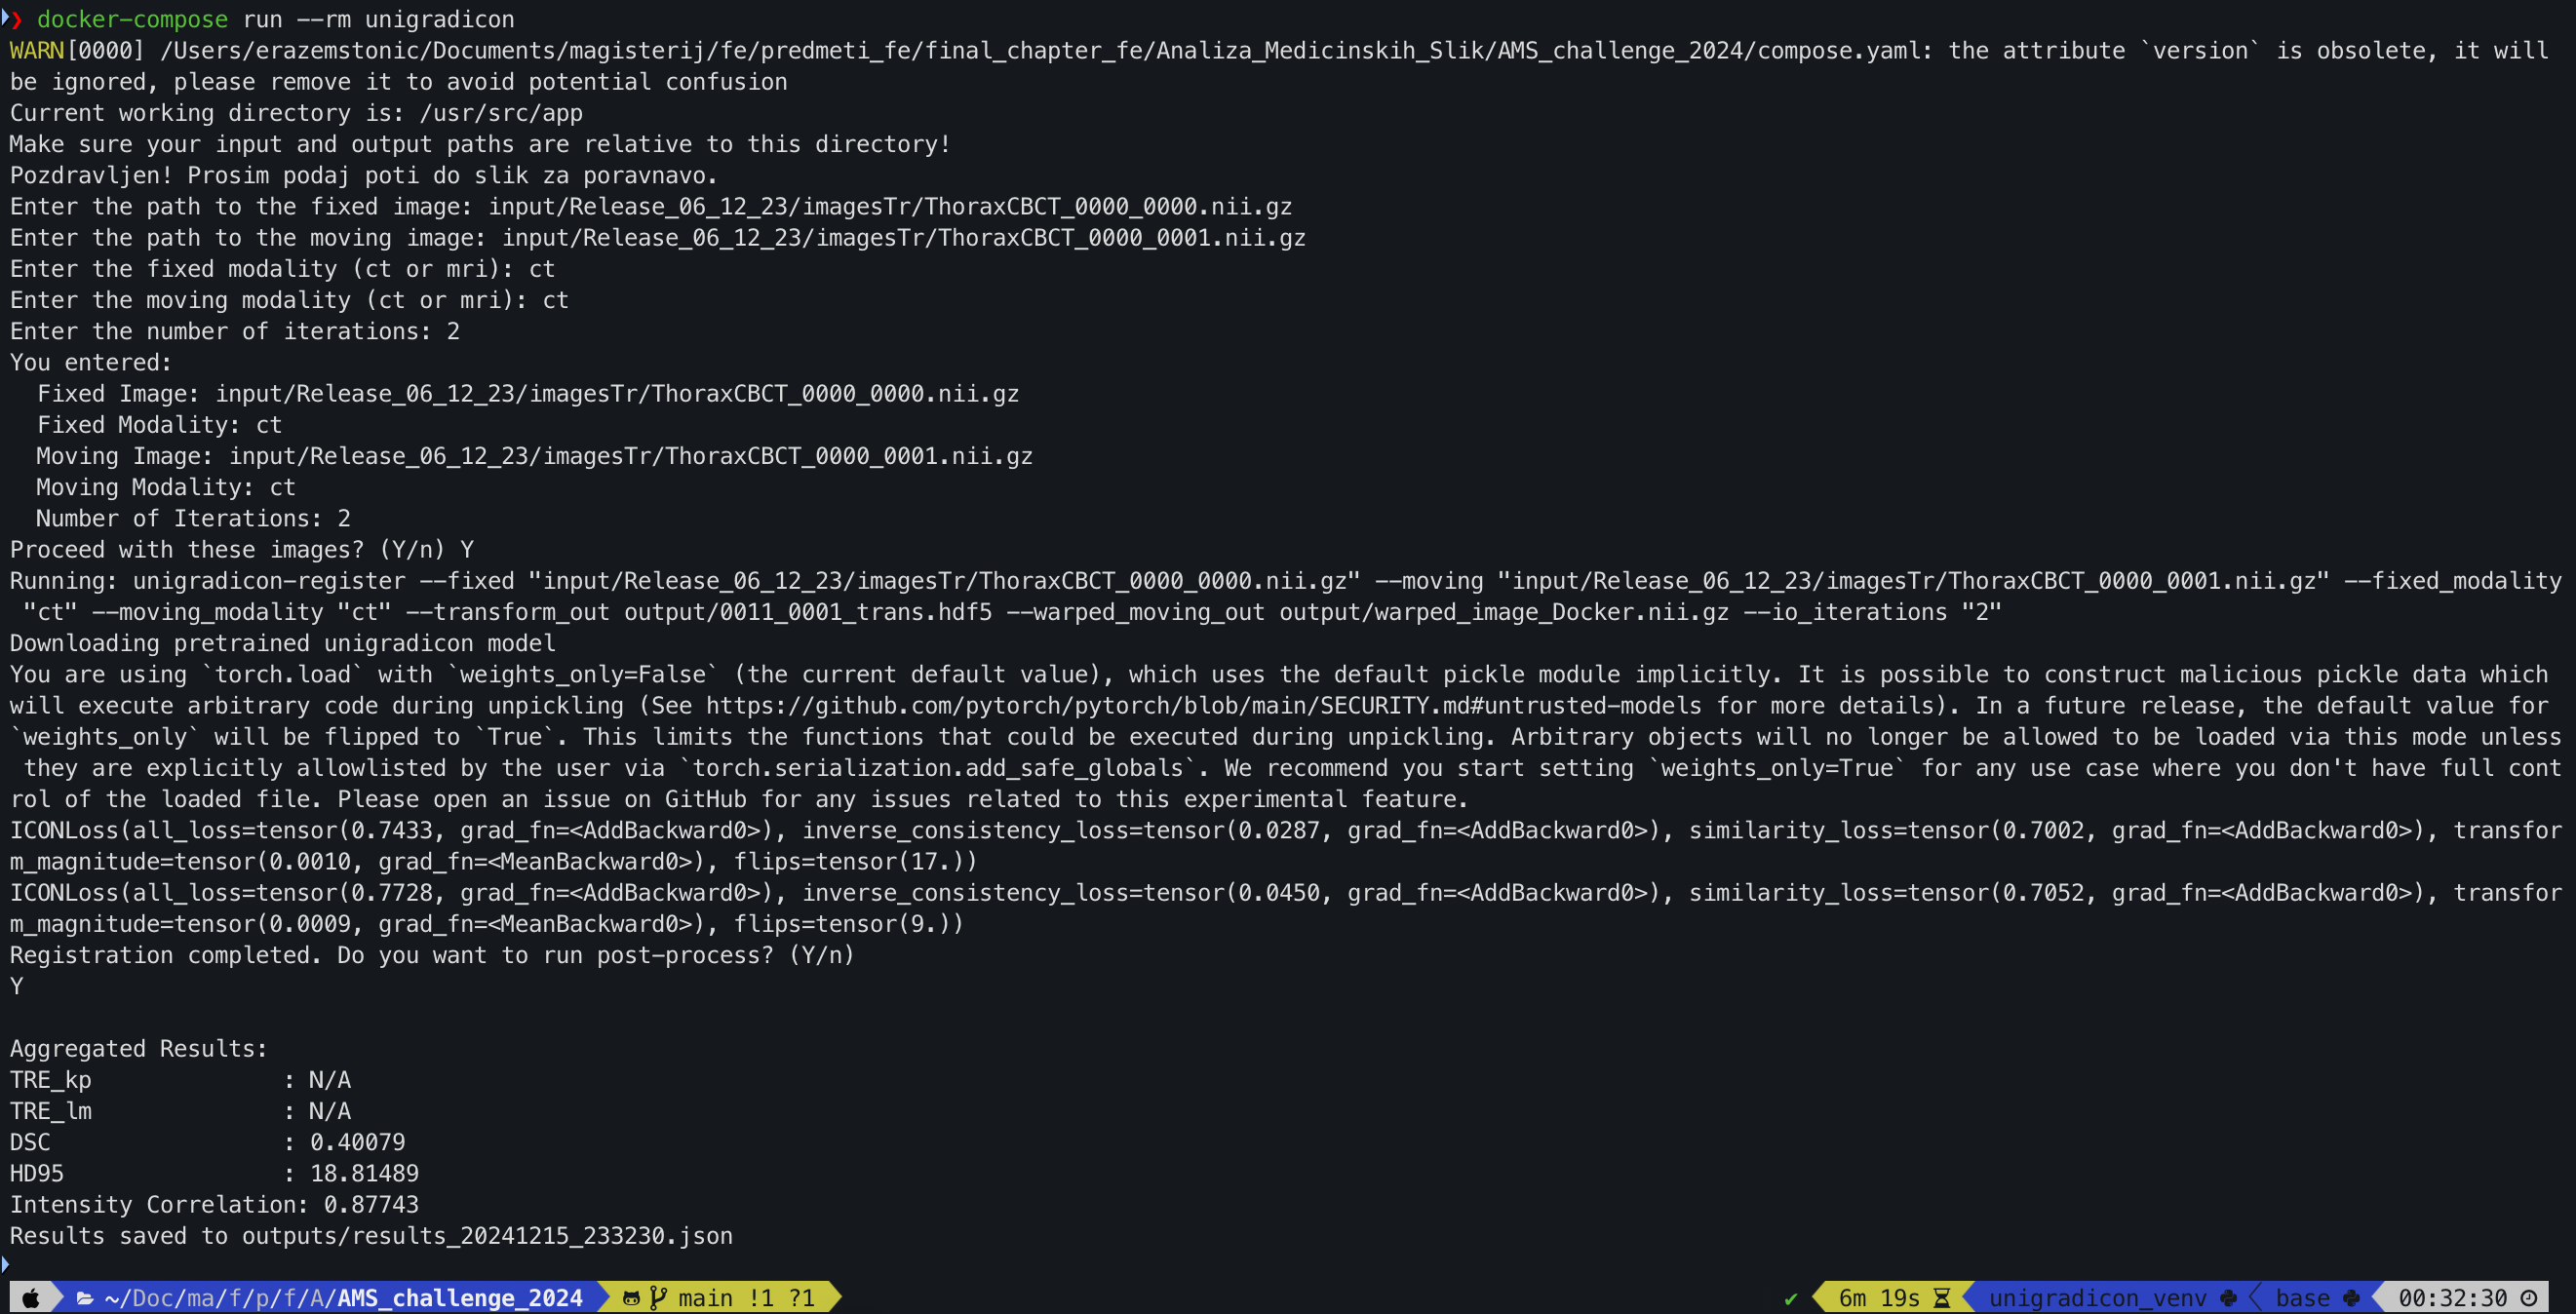 ❯ docker-compose run --rm unigradicon
WARN[0000] /Users/erazemstonic/Documents/magisterij/fe/predmeti_fe/final_chapter_fe/Analiza_Medicinskih_Slik/AMS_challenge_2024/compose.yaml: the attribute `version` is obsolete, it will
be ignored, please remove it to avoid potential confusion
Current working directory is: /usr/src/app
Make sure your input and output paths are relative to this directory!
Pozdravljen! Prosim podaj poti do slik za poravnavo.
Enter the path to the fixed image: input/Release_06_12_23/imagesTr/ThoraxCBCT_0000_0000.nii.gz
Enter the path to the moving image: input/Release_06_12_23/imagesTr/ThoraxCBCT_0000_0001.nii.gz
Enter the fixed modality (ct or mri): ct
Enter the moving modality (ct or mri): ct
Enter the number of iterations: 2
You entered:
  Fixed Image: input/Release_06_12_23/imagesTr/ThoraxCBCT_0000_0000.nii.gz
  Fixed Modality: ct
  Moving Image: input/Release_06_12_23/imagesTr/ThoraxCBCT_0000_0001.nii.gz
  Moving Modality: ct
  Number of Iterations: 2
Proceed with these images? (Y/n) Y
Running: unigradicon-register --fixed "input/Release_06_12_23/imagesTr/ThoraxCBCT_0000_0000.nii.gz" --moving "input/Release_06_12_23/imagesTr/ThoraxCBCT_0000_0001.nii.gz" --fixed_modality
 "ct" --moving_modality "ct" --transform_out output/0011_0001_trans.hdf5 --warped_moving_out output/warped_image_Docker.nii.gz --io_iterations "2"
Downloading pretrained unigradicon model
You are using `torch.load` with `weights_only=False` (the current default value), which uses the default pickle module implicitly. It is possible to construct malicious pickle data which
will execute arbitrary code during unpickling (See https://github.com/pytorch/pytorch/blob/main/SECURITY.md#untrusted-models for more details). In a future release, the default value for
`weights_only` will be flipped to `True`. This limits the functions that could be executed during unpickling. Arbitrary objects will no longer be allowed to be loaded via this mode unless
 they are explicitly allowlisted by the user via `torch.serialization.add_safe_globals`. We recommend you start setting `weights_only=True` for any use case where you don't have full cont
rol of the loaded file. Please open an issue on GitHub for any issues related to this experimental feature.
ICONLoss(all_loss=tensor(0.7433, grad_fn=<AddBackward0>), inverse_consistency_loss=tensor(0.0287, grad_fn=<AddBackward0>), similarity_loss=tensor(0.7002, grad_fn=<AddBackward0>), transfor
m_magnitude=tensor(0.0010, grad_fn=<MeanBackward0>), flips=tensor(17.))
ICONLoss(all_loss=tensor(0.7728, grad_fn=<AddBackward0>), inverse_consistency_loss=tensor(0.0450, grad_fn=<AddBackward0>), similarity_loss=tensor(0.7052, grad_fn=<AddBackward0>), transfor
m_magnitude=tensor(0.0009, grad_fn=<MeanBackward0>), flips=tensor(9.))
Registration completed. Do you want to run post-process? (Y/n)
Y
Aggregated Results:
TRE_kp              : N/A
TRE_lm              : N/A
DSC                 : 0.40079
HD95                : 18.81489
Intensity Correlation: 0.87743
Results saved to outputs/results_20241215_233230.json
~/Doc/ma/f/p/f/A/AMS_challenge_2024 main !1 ?1 ✔ 6m 19s unigradicon_venv base 00:32:30